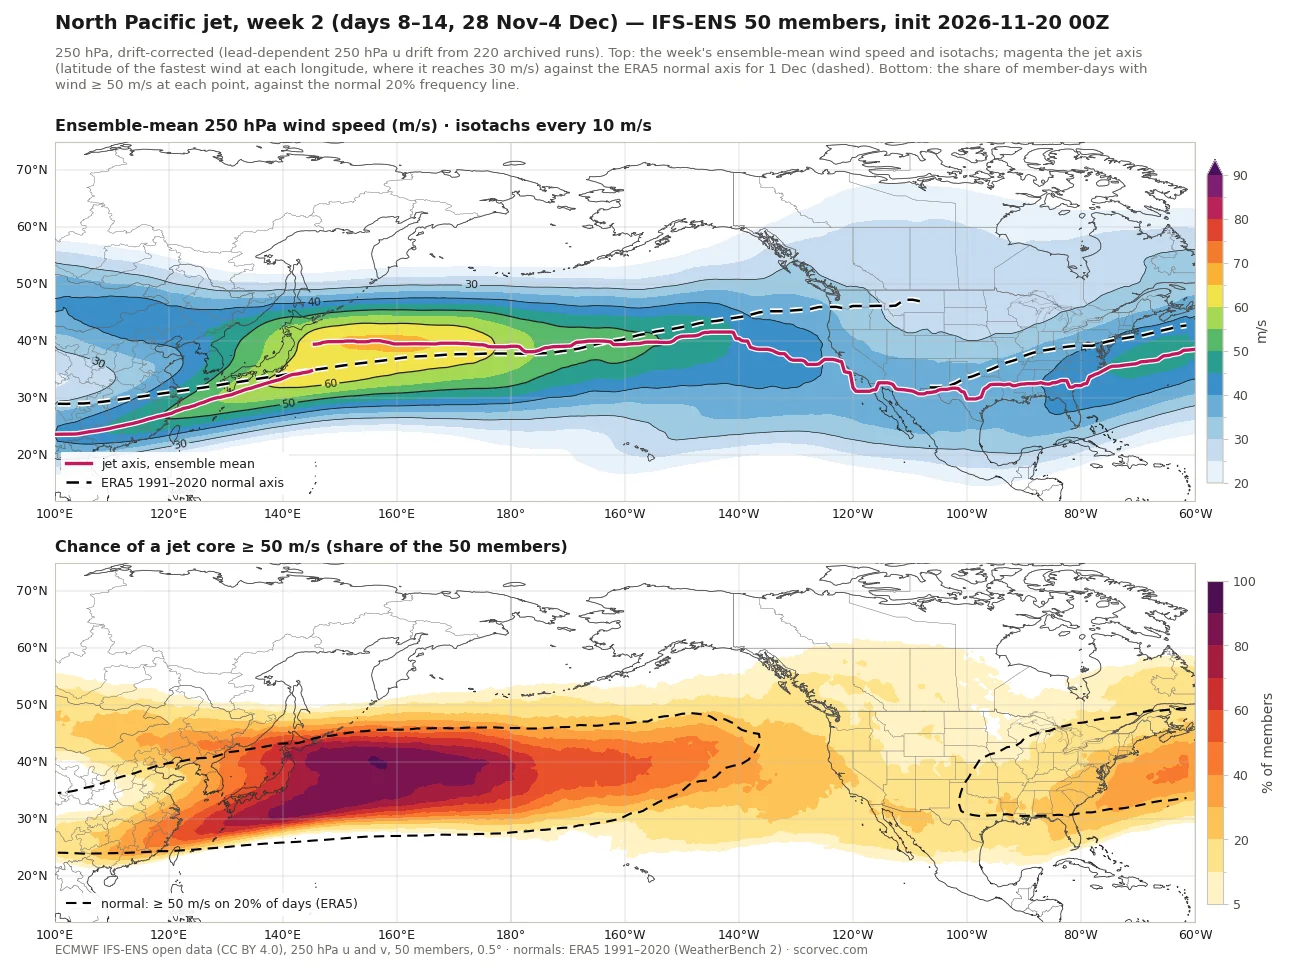 North Pacific jet, week 2 (days 8–14, 28 Nov–4 Dec) — IFS-ENS 50 members, init 2026-11-20 00Z
250 hPa, drift-corrected (lead-dependent 250 hPa u drift from 220 archived runs). Top: the week's ensemble-mean wind speed and isotachs; magenta the jet axis
(latitude of the fastest wind at each longitude, where it reaches 30 m/s) against the ERA5 normal axis for 1 Dec (dashed). Bottom: the share of member-days with
wind ≥ 50 m/s at each point, against the normal 20% frequency line.
Ensemble-mean 250 hPa wind speed (m/s) · isotachs every 10 m/s
70°N
60°N
50°N
40°N
30°N
20°N
30
40
30
60
50
30
jet axis, ensemble mean
ERA5 1991–2020 normal axis
100°E 120°E 140°E 160°E 180° 160°W 140°W 120°W 100°W 80°W 60°W
90
80
70
60
50
40
30
20
m/s
Chance of a jet core ≥ 50 m/s (share of the 50 members)
70°N
60°N
50°N
40°N
30°N
20°N
normal: ≥ 50 m/s on 20% of days (ERA5)
100°E 120°E 140°E 160°E 180° 160°W 140°W 120°W 100°W 80°W 60°W
100
80
60
40
20
5
% of members
ECMWF IFS-ENS open data (CC BY 4.0), 250 hPa u and v, 50 members, 0.5° · normals: ERA5 1991–2020 (WeatherBench 2) · scorvec.com